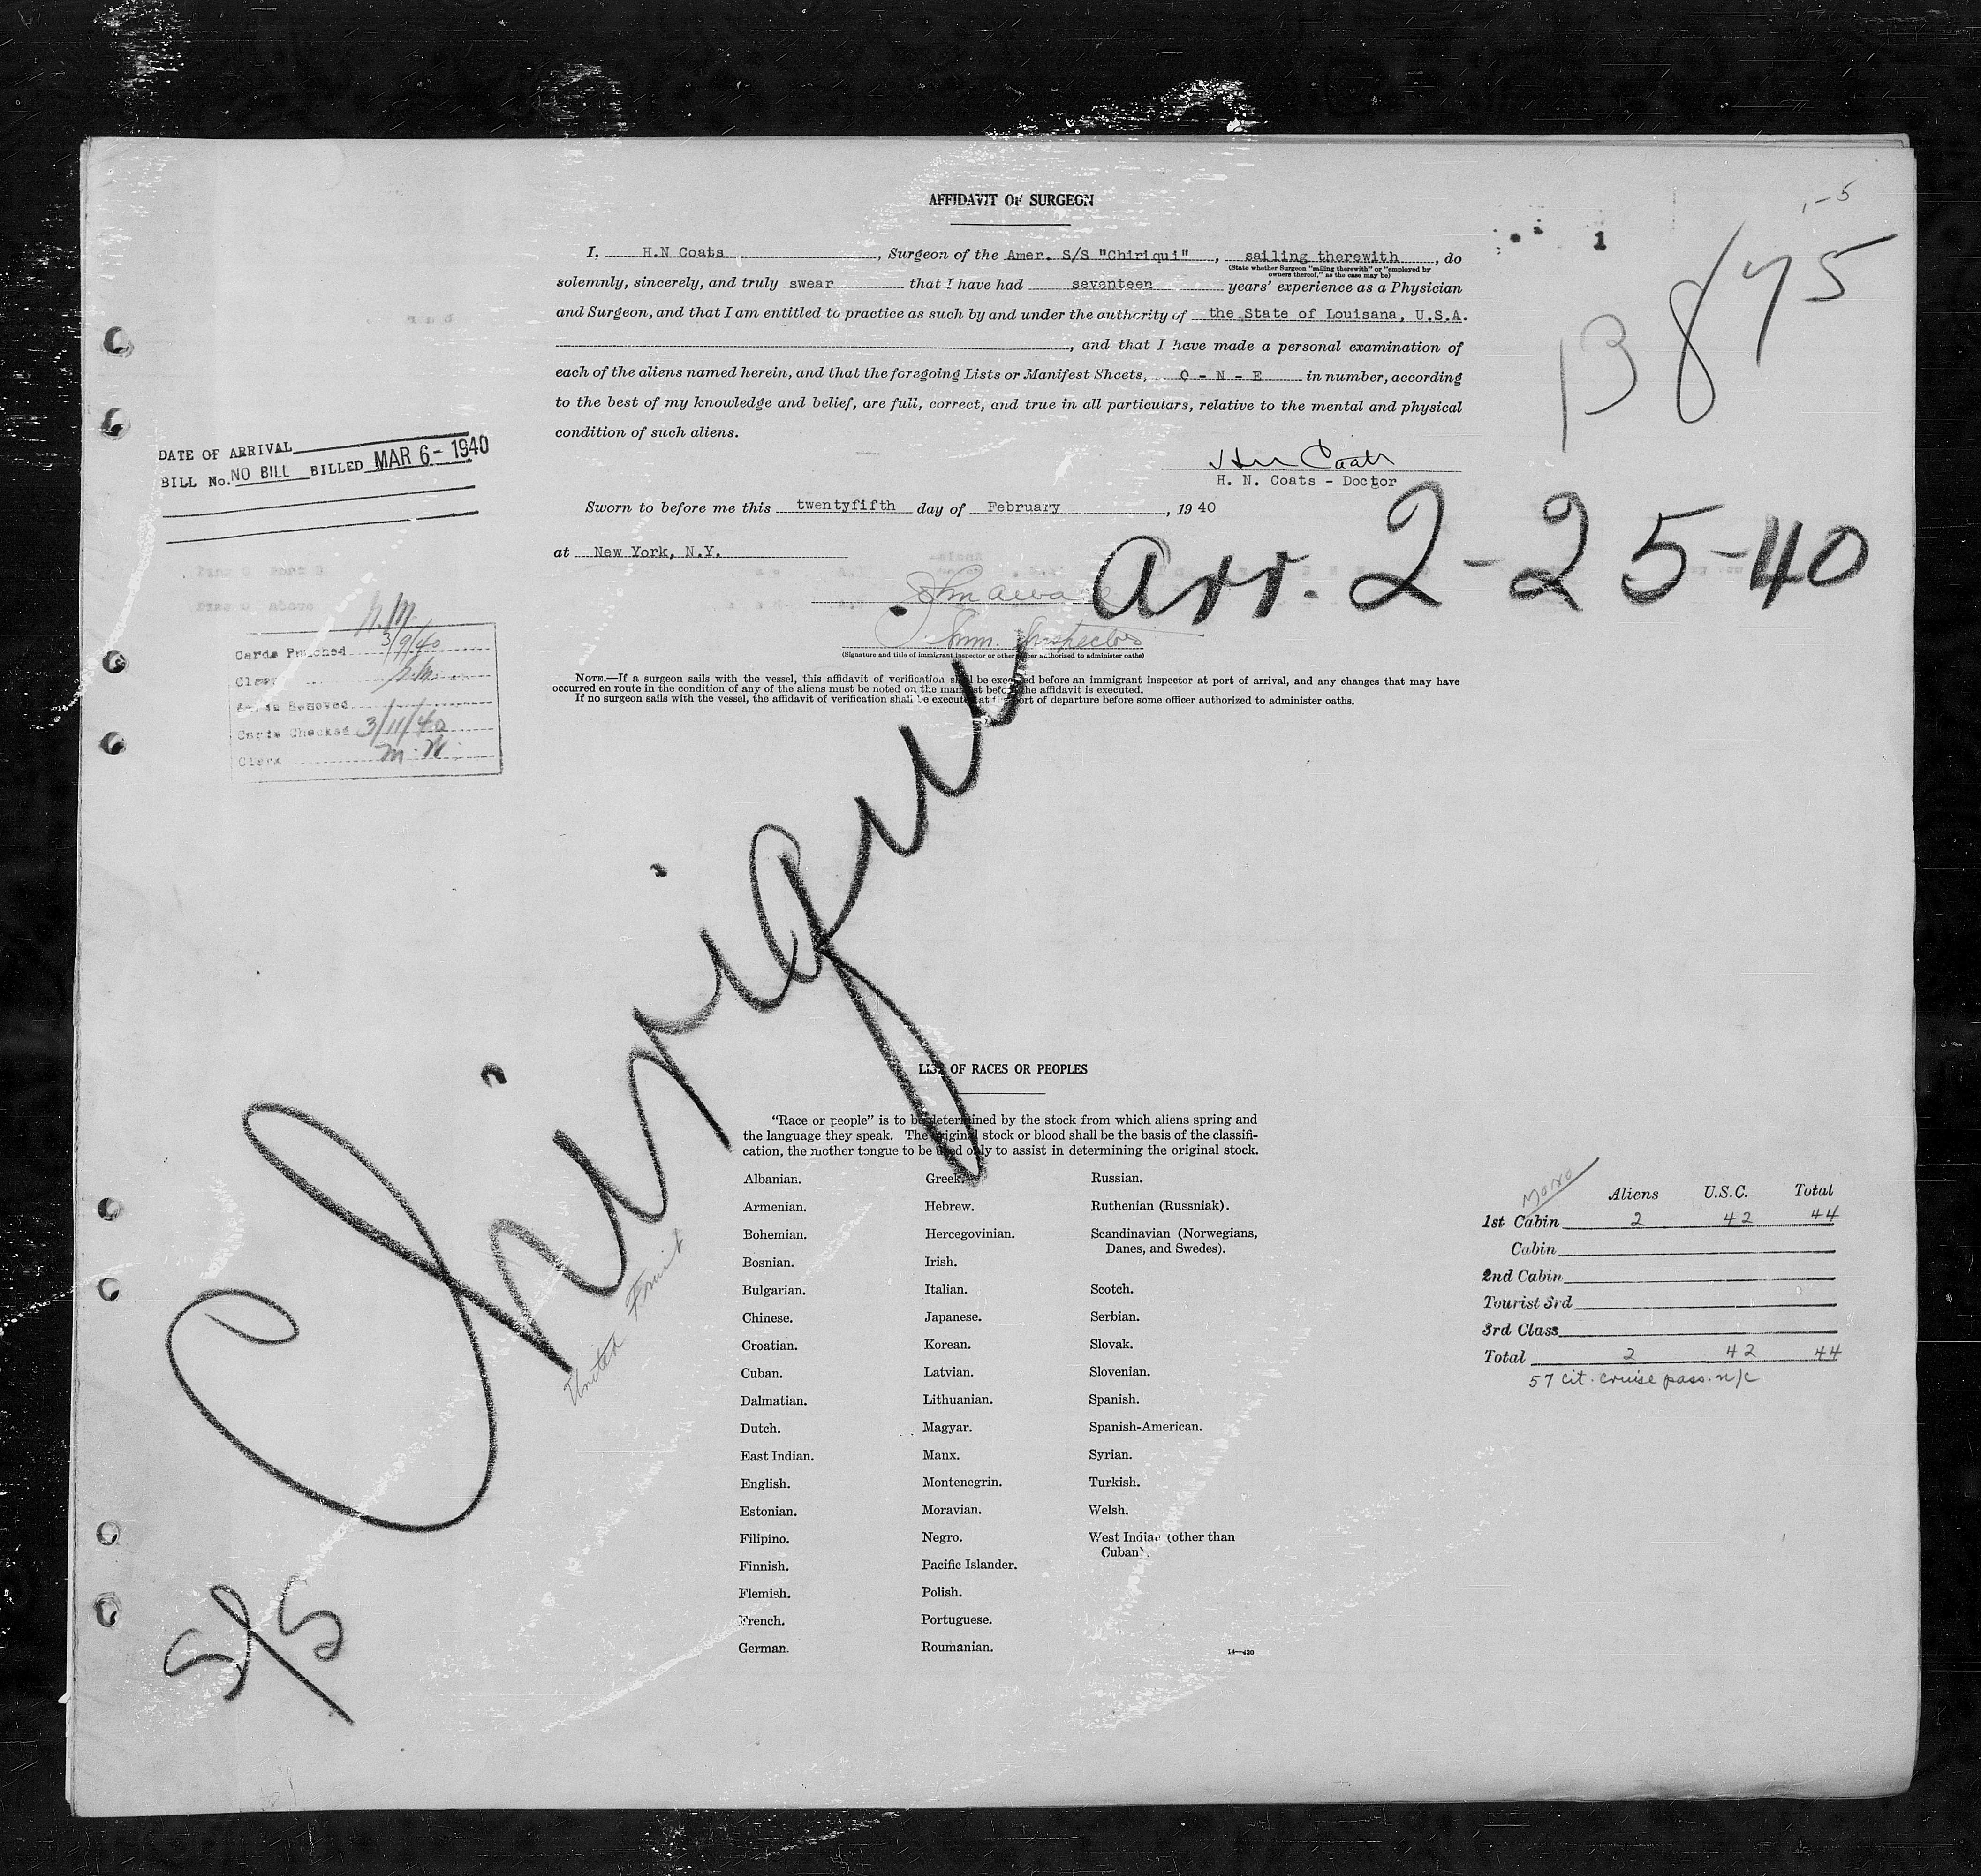 AFFIDAVIT OF SURGEON
1-5
1
13875
I, H.N Coats, Surgeon of the Amer. S/S "Chiriqui", sailing therewith, do
(State whether Surgeon "sailing therewith" or "employed by
owners thereof," as the case may be)
solemnly, sincerely, and truly swear that I have had seventeen years' experience as a Physician
and Surgeon, and that I am entitled to practice as such by and under the authority of the State of Louisana, U.S.A.
, and that I have made a personal examination of
each of the aliens named herein, and that the foregoing Lists or Manifest Sheets, O - N - E in number, according
to the best of my knowledge and belief, are full, correct, and true in all particulars, relative to the mental and physical
condition of such aliens.
DATE OF ARRIVAL
BILL No. NO BILL BILLED MAR 6 - 1940
HN Coats
H. N. Coats - Doctor
Sworn to before me this twentyfifth day of February, 1940
at New York, N.Y.
Arr. 2-25-40
Imm. Inspector
(Signature and title of immigrant inspector or other officer authorized to administer oaths)
NOTE.—If a surgeon sails with the vessel, this affidavit of verification shall be executed before an immigrant inspector at port of arrival, and any changes that may have
occurred en route in the condition of any of the aliens must be noted on the manifest before the affidavit is executed.
If no surgeon sails with the vessel, the affidavit of verification shall be executed at the port of departure before some officer authorized to administer oaths.
Cards Punched 3/9/40
Clerk
Cards Removed
Cards Checked 3/11/40
Clerk M.W.
S/S Chiriqui
United Fruit
LIST OF RACES OR PEOPLES
"Race or people" is to be determined by the stock from which aliens spring and
the language they speak. The original stock or blood shall be the basis of the classifi-
cation, the mother tongue to be used only to assist in determining the original stock.
Albanian.
Armenian.
Bohemian.
Bosnian.
Bulgarian.
Chinese.
Croatian.
Cuban.
Dalmatian.
Dutch.
East Indian.
English.
Estonian.
Filipino.
Finnish.
Flemish.
French.
German.
Greek.
Hebrew.
Hercegovinian.
Irish.
Italian.
Japanese.
Korean.
Latvian.
Lithuanian.
Magyar.
Manx.
Montenegrin.
Moravian.
Negro.
Pacific Islander.
Polish.
Portuguese.
Roumanian.
Russian.
Ruthenian (Russniak).
Scandinavian (Norwegians,
Danes, and Swedes).
Scotch.
Serbian.
Slovak.
Slovenian.
Spanish.
Spanish-American.
Syrian.
Turkish.
Welsh.
West Indian (other than
Cuban).
14—430
Aliens U.S.C. Total
1st Cabin 2 42 44
Cabin
2nd Cabin
Tourist 3rd
3rd Class
Total 2 42 44
57 cit. cruise pass. n/c